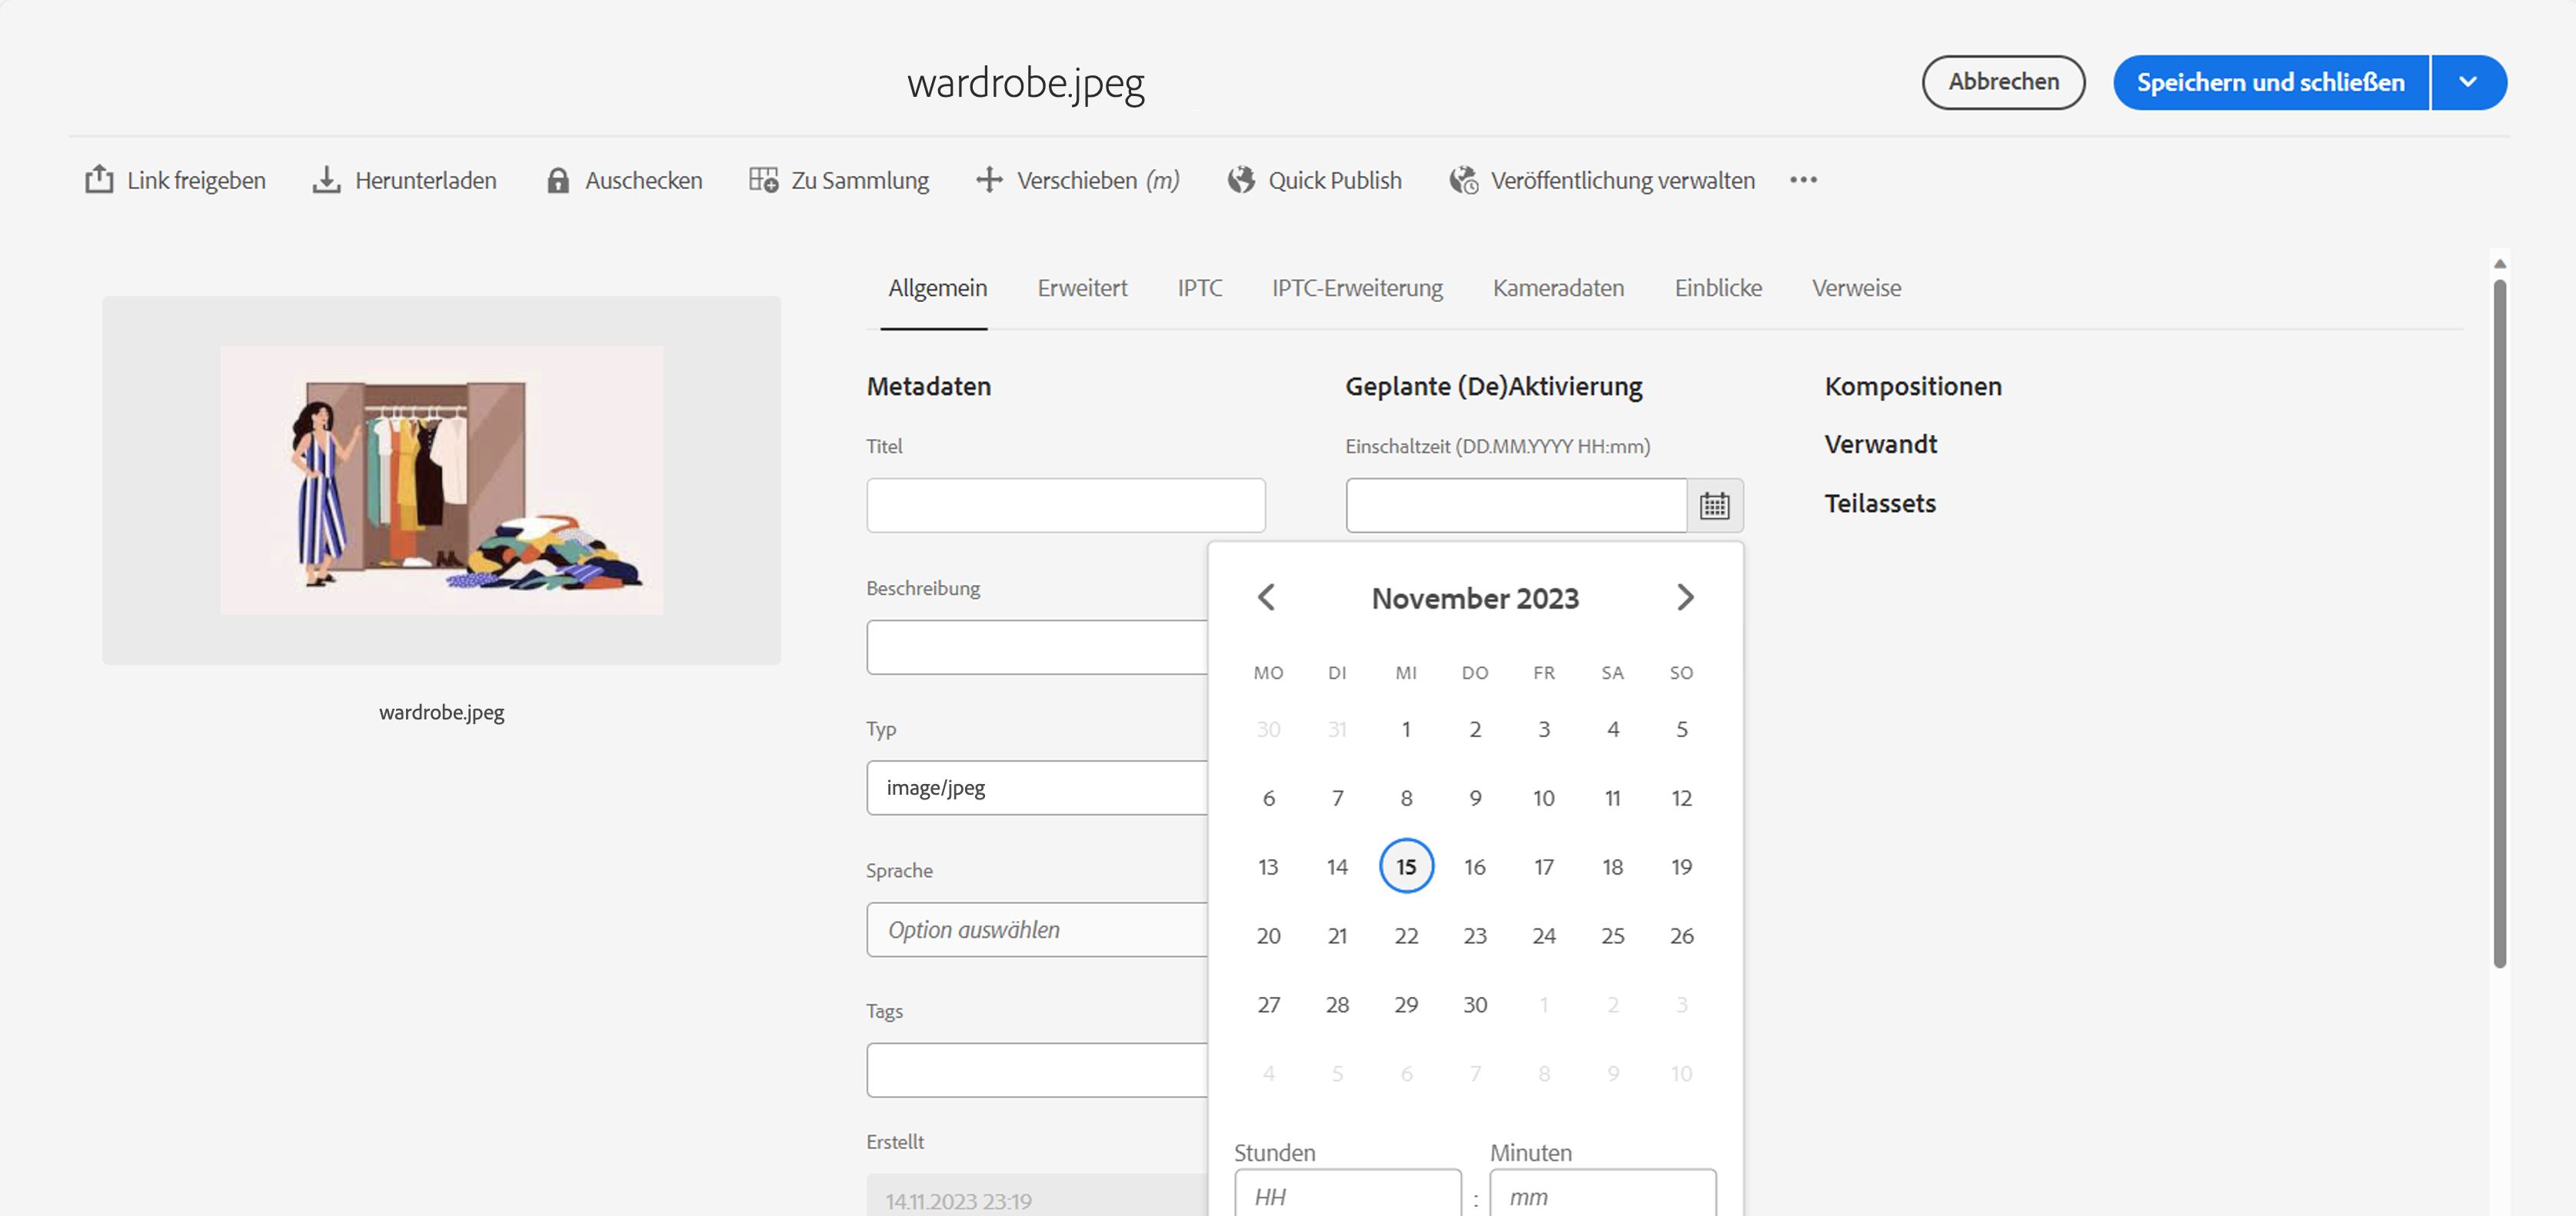 wardrobe.jpeg
Abbrechen
Speichern und schließen
Link freigeben
Herunterladen
Auschecken
Zu Sammlung
Verschieben (m)
Quick Publish
Veröffentlichung verwalten
Allgemein
Erweitert
IPTC
IPTC-Erweiterung
Kameradaten
Einblicke
Verweise
wardrobe.jpeg
Metadaten
Titel
Beschreibung
Typ
image/jpeg
Sprache
Option auswählen
Tags
Erstellt
14.11.2023 23:19
Geplante (De)Aktivierung
Einschaltzeit (DD.MM.YYYY HH:mm)
November 2023
MO DI MI DO FR SA SO
30 31 1 2 3 4 5
6 7 8 9 10 11 12
13 14 15 16 17 18 19
20 21 22 23 24 25 26
27 28 29 30 1 2 3
4 5 6 7 8 9 10
Stunden Minuten
HH : mm
Kompositionen
Verwandt
Teilassets